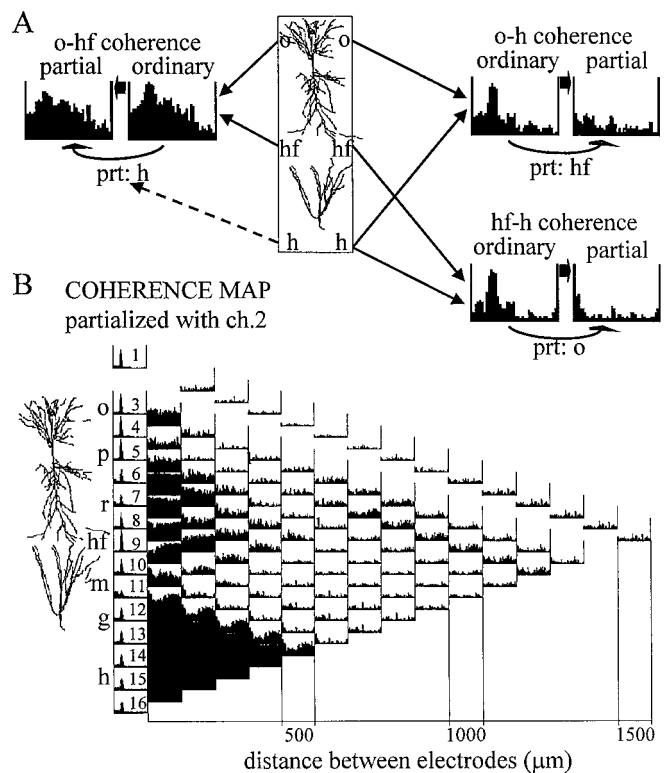 A
o-hf coherence
partial ordinary
prt: h
o o
hf hf
h h
o-h coherence
ordinary partial
prt: hf
hf-h coherence
ordinary partial
prt: o
B COHERENCE MAP
partialized with ch.2
1
o 3
4
p 5
6
r 7
8
hf 9
10
m 11
g 12
13
14
h 15
16
500 1000 1500
distance between electrodes (μm)